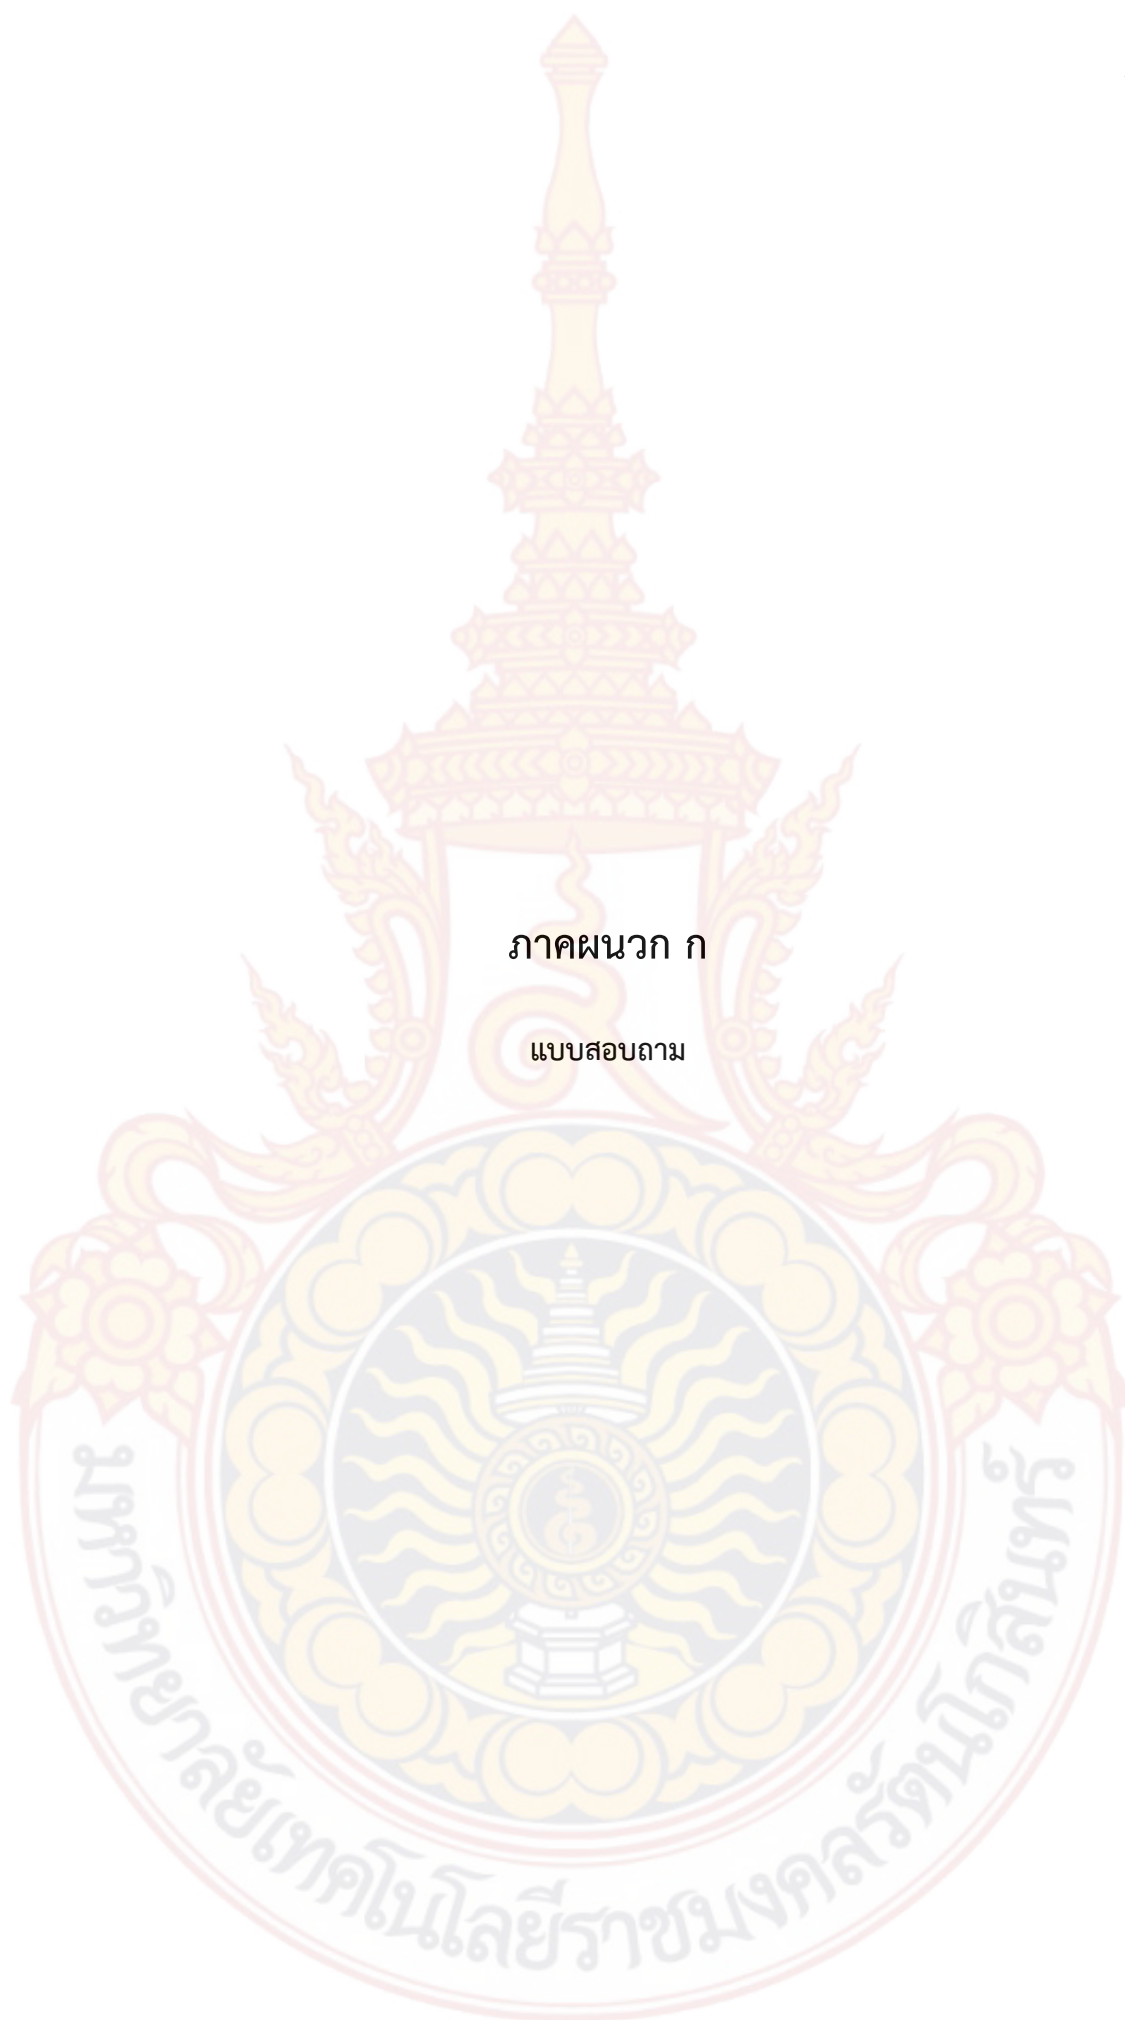 ภาคผนวก ก
แบบสอบถาม
มหาวิทยาลัยเทคโนโลยีราชมงคลรัตนโกสินทร์